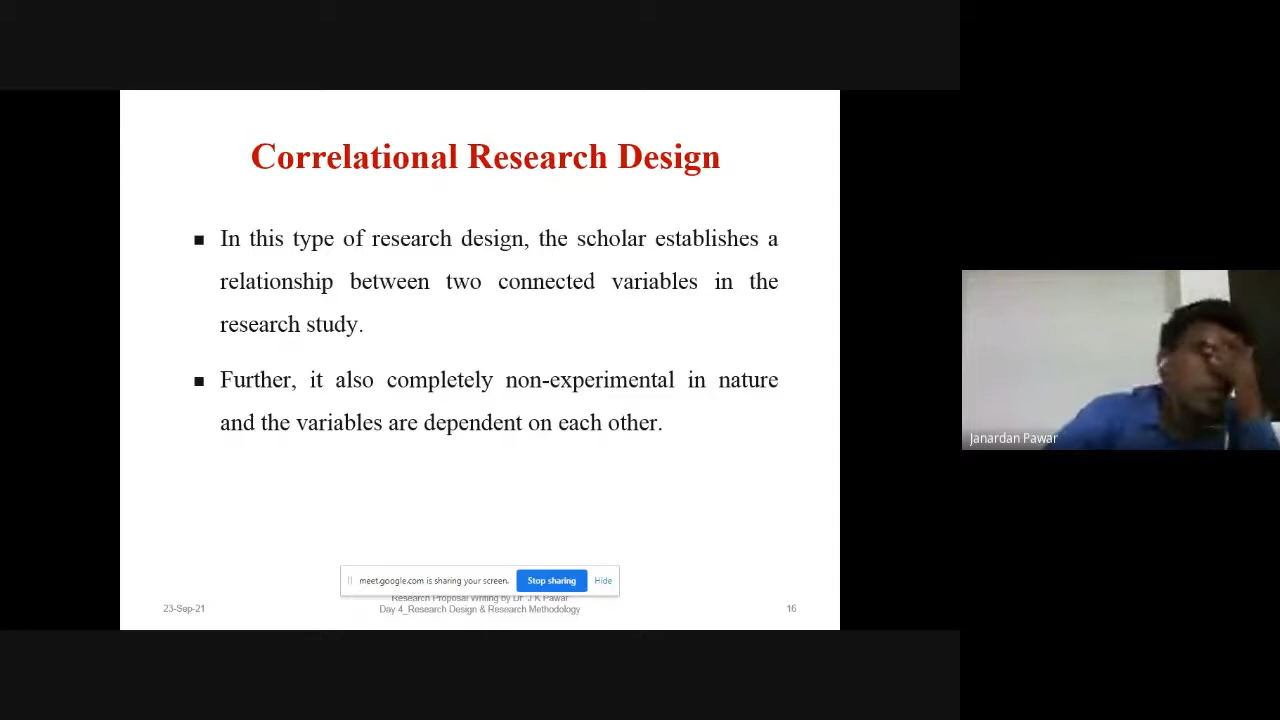 Correlational Research Design
■ In this type of research design, the scholar establishes a
relationship between two connected variables in the
research study.
■ Further, it also completely non-experimental in nature
and the variables are dependent on each other.
meet.google.com is sharing your screen. Stop sharing Hide
Research Proposal Writing by Dr. J K Pawar
23-Sep-21 Day 4_Research Design & Research Methodology 16
Janardan Pawar